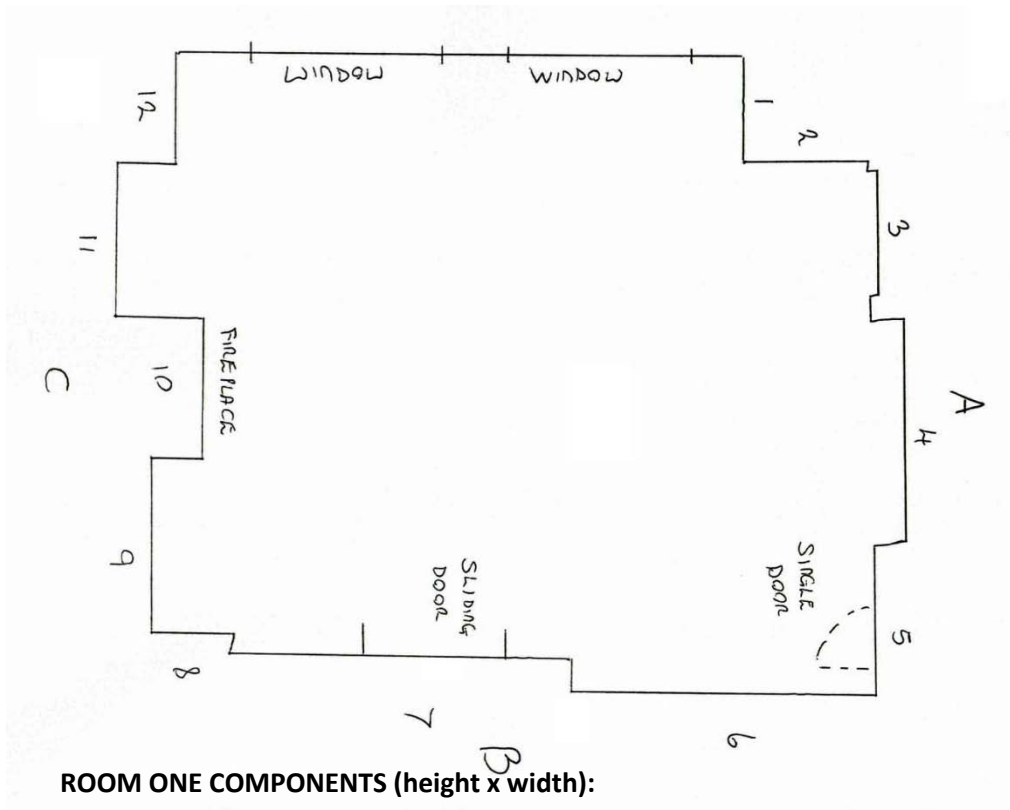 WINDOW
WINDOW
1
2
3
A
4
SINGLE
DOOR
5
6
B
7
SLIDING
DOOR
8
9
C
10
FIREPLACE
11
12
ROOM ONE COMPONENTS (height x width):